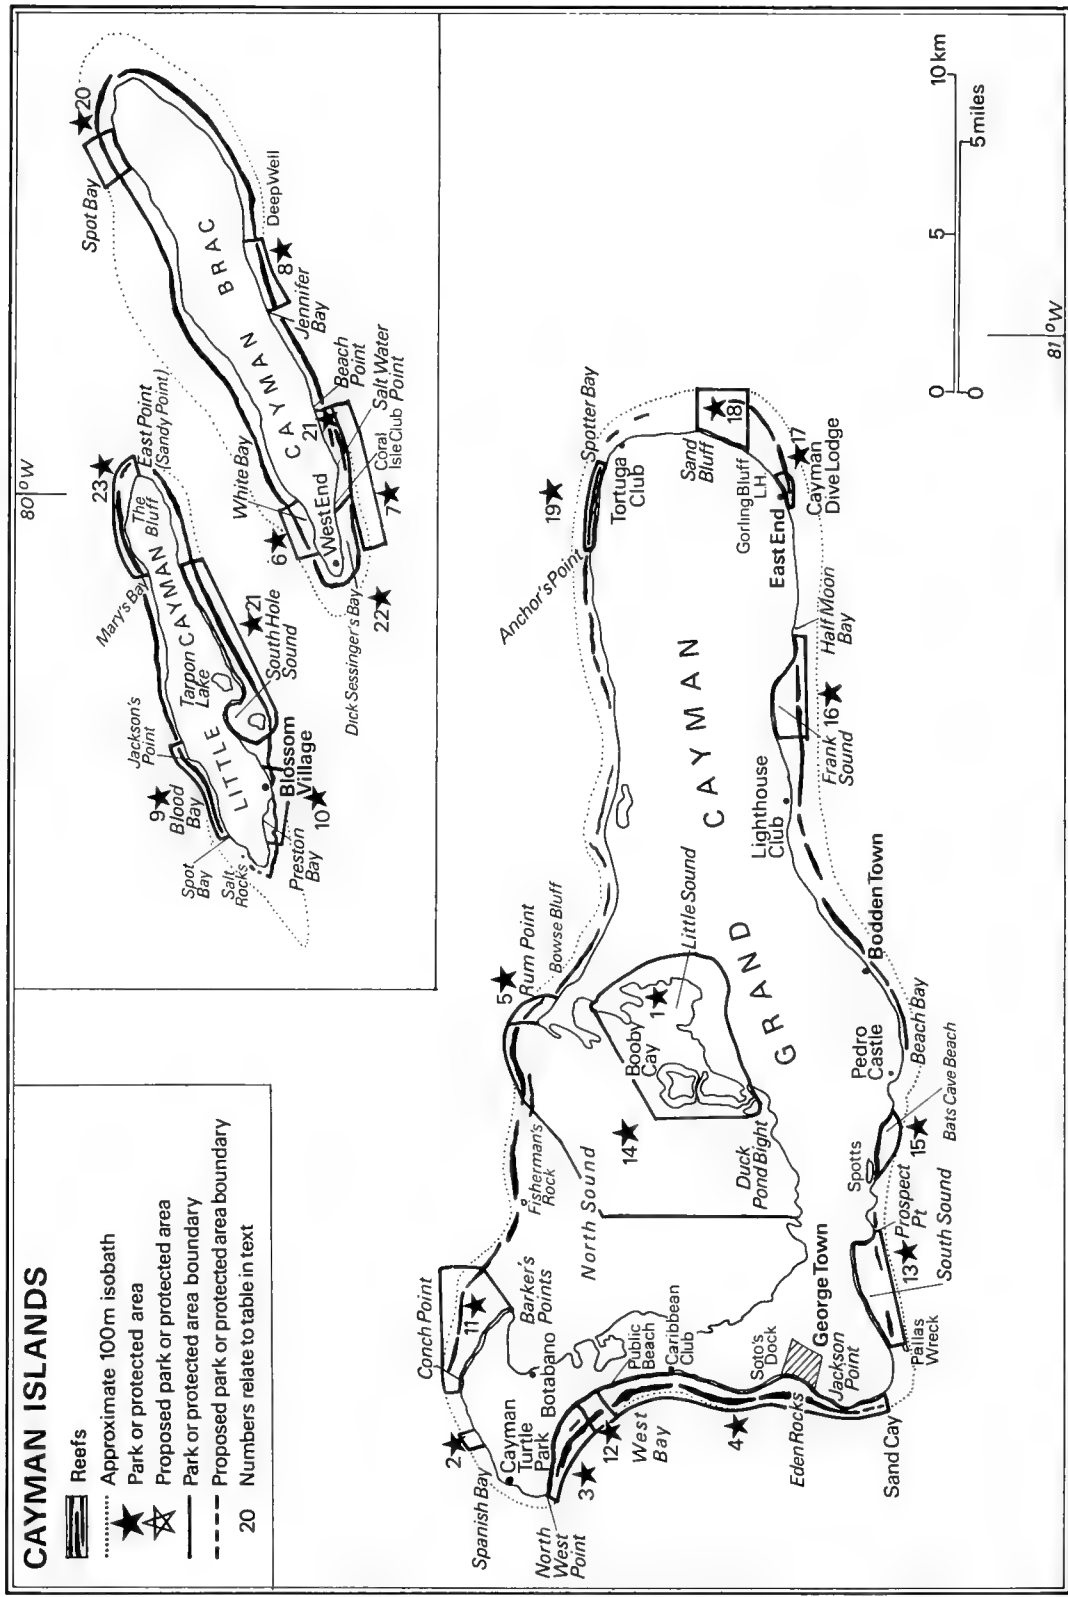 CAYMAN ISLANDS
Reefs
Approximate 100m isobath
Park or protected area
Proposed park or protected area
Park or protected area boundary
Proposed park or protected area boundary
20 Numbers relate to table in text
80°W
23
East Point
(Sandy Point)
The
Bluff
Mary's Bay
Jackson's
Point
9
Blood
Bay
Spot
Bay
Salt
Rocks
LITTLE CAYMAN
Tarpon
Lake
21
South Hole
Sound
Blossom
Village
10
Preston
Bay
20
Spot Bay
CAYMAN BRAC
Deep Well
8
Jennifer
Bay
Beach
Point
Salt Water
Point
Coral
Isle Club
21
White Bay
6
West End
7
22
Dick Sessinger's Bay
Conch Point
11
Barker's
Points
2
Spanish Bay
Cayman
Turtle
Park
Botabano
North
West
Point
3
12
West
Bay
Public
Beach
Caribbean
Club
4
Soto's
Dock
Eden Rocks
George Town
Jackson
Point
Sand Cay
Pallas
Wreck
13
Prospect
Pt
South Sound
Spotts
15
Bats Cave Beach
Beach Bay
Pedro
Castle
Bodden Town
Fisherman's
Rock
North Sound
14
Duck
Pond Bight
Booby
Cay
1
Little Sound
5
Rum Point
Bowse Bluff
GRAND CAYMAN
Lighthouse
Club
Frank
Sound
16
Half Moon
Bay
East End
Gorling Bluff
L.H.
17
Cayman
Dive Lodge
18
Sand
Bluff
Tortuga
Club
Spotter Bay
19
Anchor's Point
0
5
10 km
0
5 miles
81°W